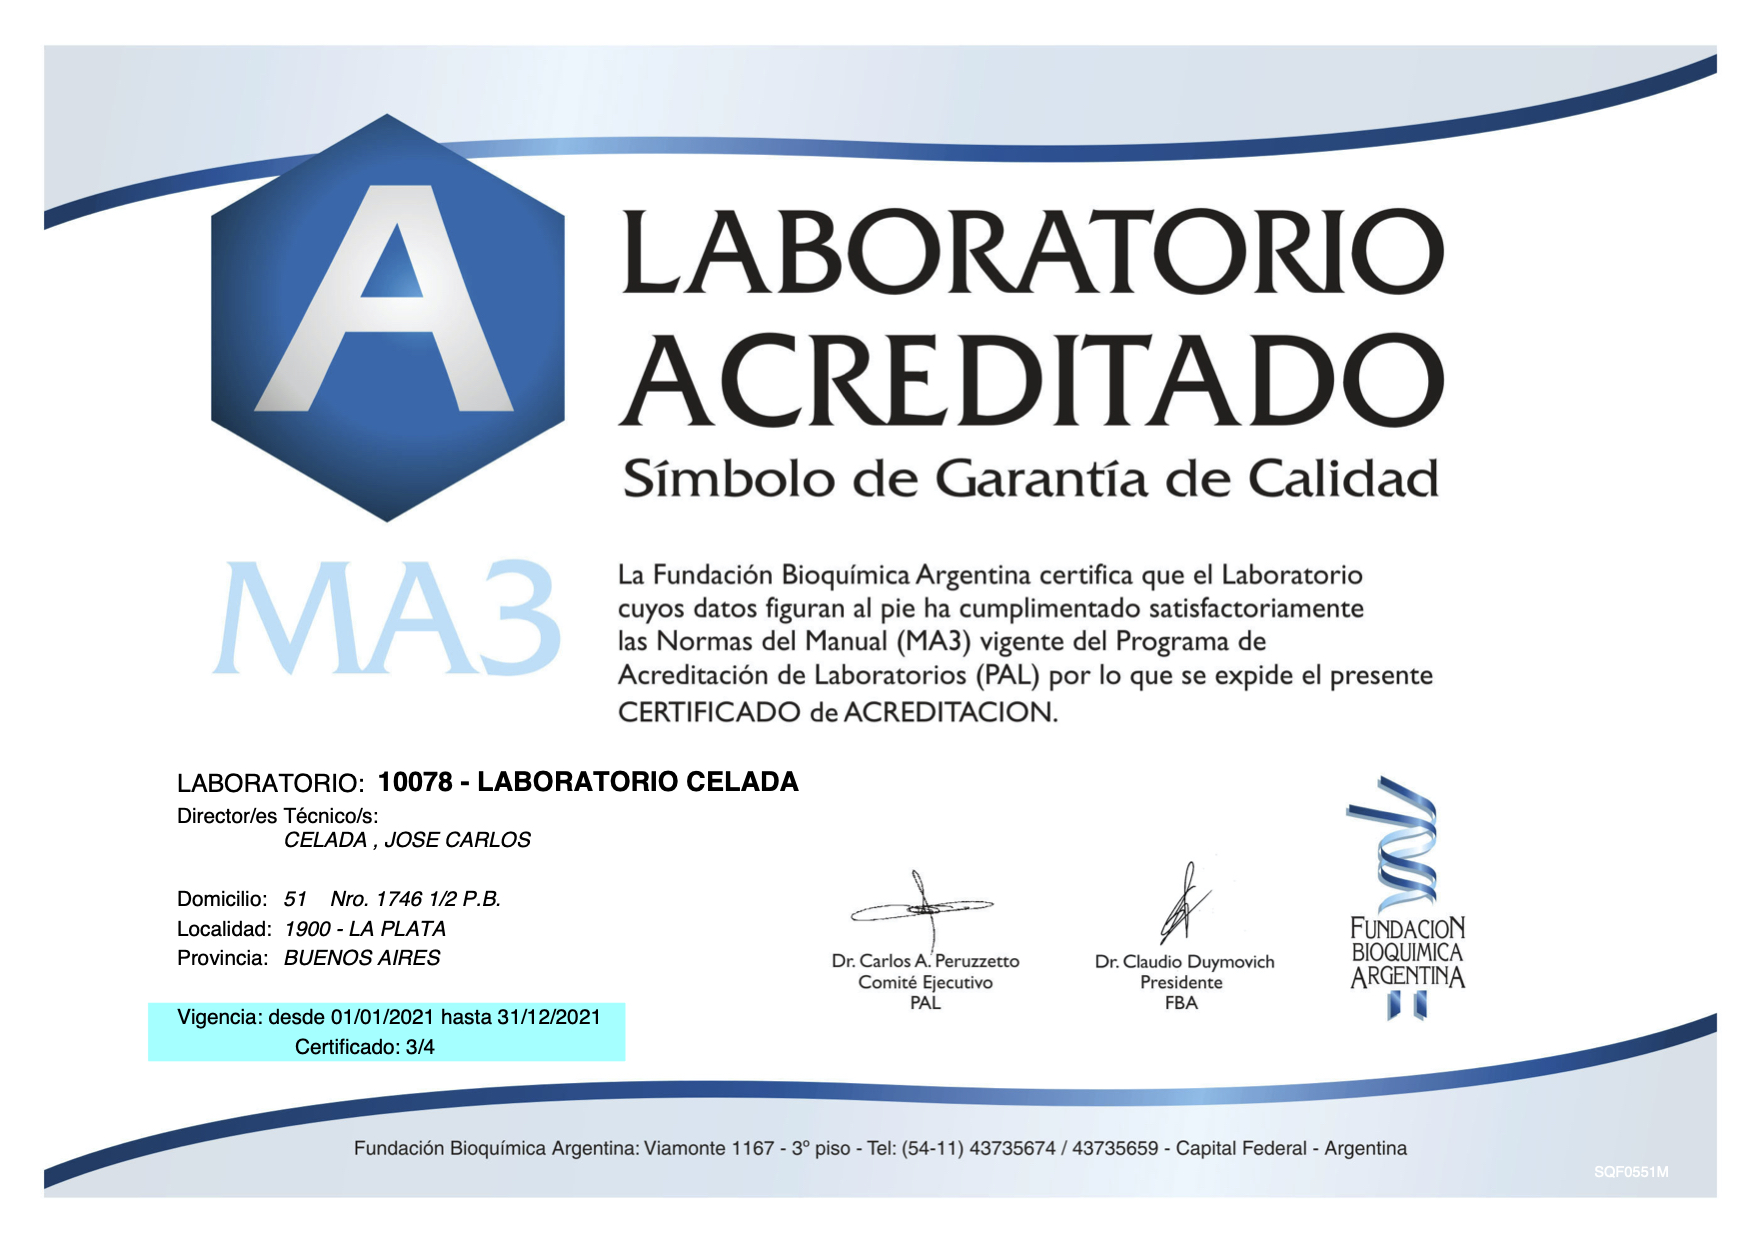 A
LABORATORIO
ACREDITADO
Símbolo de Garantía de Calidad
MA3
La Fundación Bioquímica Argentina certifica que el Laboratorio
cuyos datos figuran al pie ha cumplimentado satisfactoriamente
las Normas del Manual (MA3) vigente del Programa de
Acreditación de Laboratorios (PAL) por lo que se expide el presente
CERTIFICADO de ACREDITACION.
LABORATORIO: 10078 - LABORATORIO CELADA
Director/es Técnico/s:
CELADA , JOSE CARLOS
Domicilio: 51 Nro. 1746 1/2 P.B.
Localidad: 1900 - LA PLATA
Provincia: BUENOS AIRES
Vigencia: desde 01/01/2021 hasta 31/12/2021
Certificado: 3/4
Dr. Carlos A. Peruzzetto
Comité Ejecutivo
PAL
Dr. Claudio Duymovich
Presidente
FBA
FUNDACION
BIOQUIMICA
ARGENTINA
Fundación Bioquímica Argentina: Viamonte 1167 - 3º piso - Tel: (54-11) 43735674 / 43735659 - Capital Federal - Argentina
SQF0551M